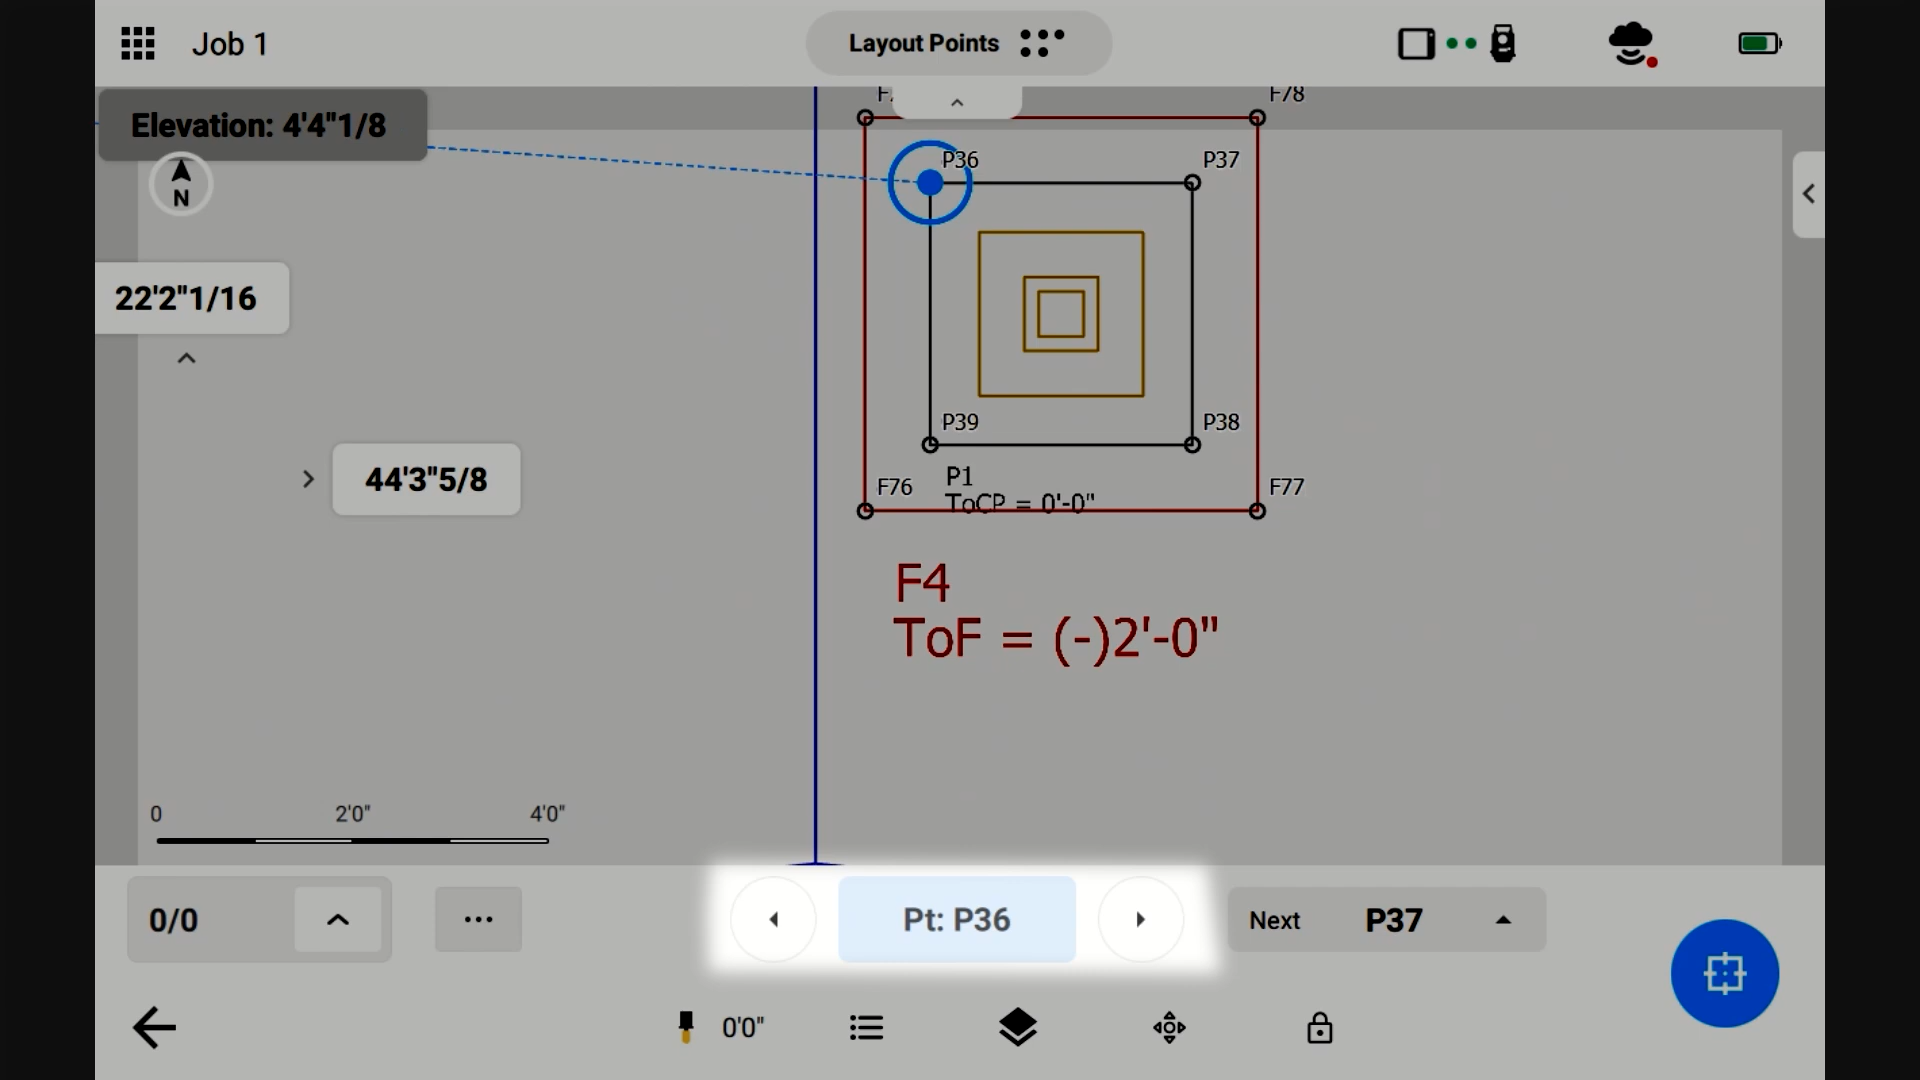 Job 1
Layout Points
Elevation: 4'4"1/8
N
22'2"1/16
44'3"5/8
F78
P36
P37
P39
P38
P1
ToCP = 0'-0"
F76
F77
F4
ToF = (-)2'-0"
0 2'0" 4'0"
0/0
...
Pt: P36
Next P37
0'0"